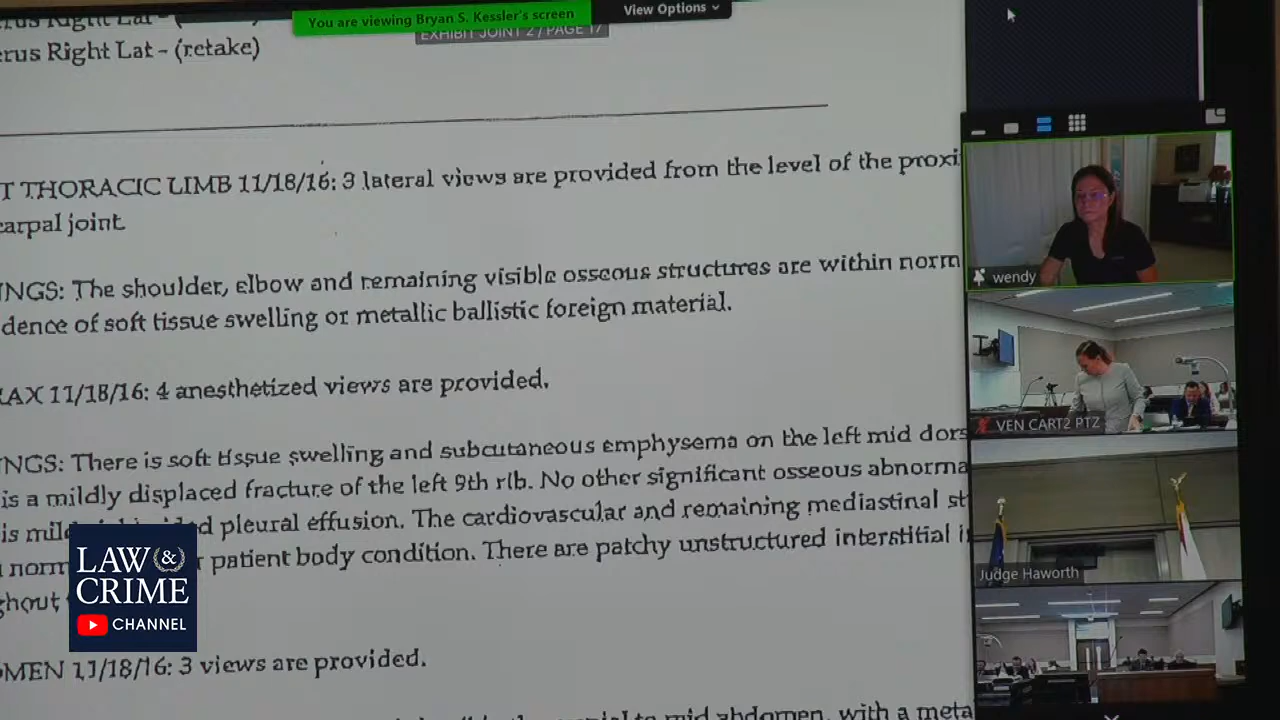 You are viewing Bryan S. Kessler's screen
View Options
EXHIBIT JOINT 2 / PAGE 17
erus Right Lat - (retake)
T THORACIC LIMB 11/18/16: 3 lateral views are provided from the level of the proxi
carpal joint.
NGS: The shoulder, elbow and remaining visible osseous structures are within norm
dence of soft tissue swelling or metallic ballistic foreign material.
AX 11/18/16: 4 anesthetized views are provided.
NGS: There is soft tissue swelling and subcutaneous emphysema on the left mid dors
is a mildly displaced fracture of the left 9th rib. No other significant osseous abnorma
is mild pleural effusion. The cardiovascular and remaining mediastinal st
norm patient body condition. There are patchy unstructured interstitial i
ghout
MEN 11/18/16: 3 views are provided.
mid abdomen, with a meta
wendy
VEN CART2 PTZ
Judge Haworth
LAW &
CRIME
CHANNEL